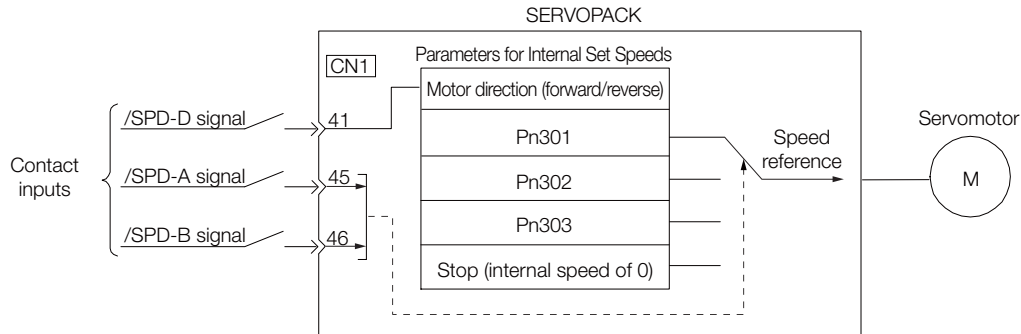 SERVOPACK
CN1
Parameters for Internal Set Speeds
Motor direction (forward/reverse)
/SPD-D signal
41
Pn301
Speed
reference
Servomotor
Contact
inputs
/SPD-A signal
45
Pn302
M
/SPD-B signal
46
Pn303
Stop (internal speed of 0)